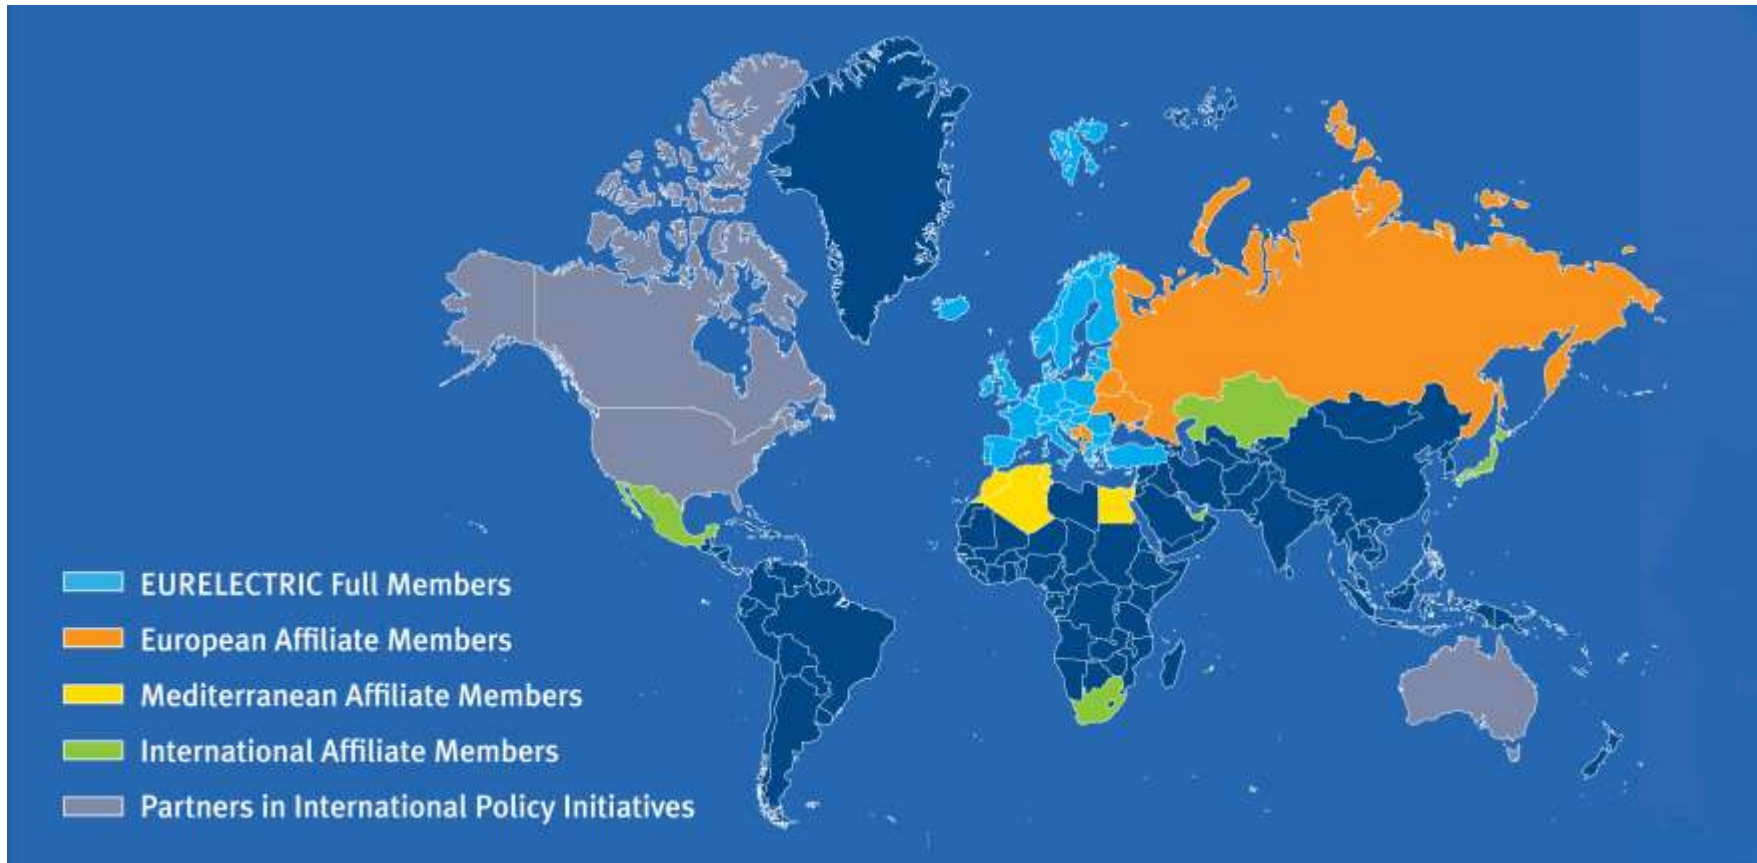 EURELECTRIC Full Members
European Affiliate Members
Mediterranean Affiliate Members
International Affiliate Members
Partners in International Policy Initiatives